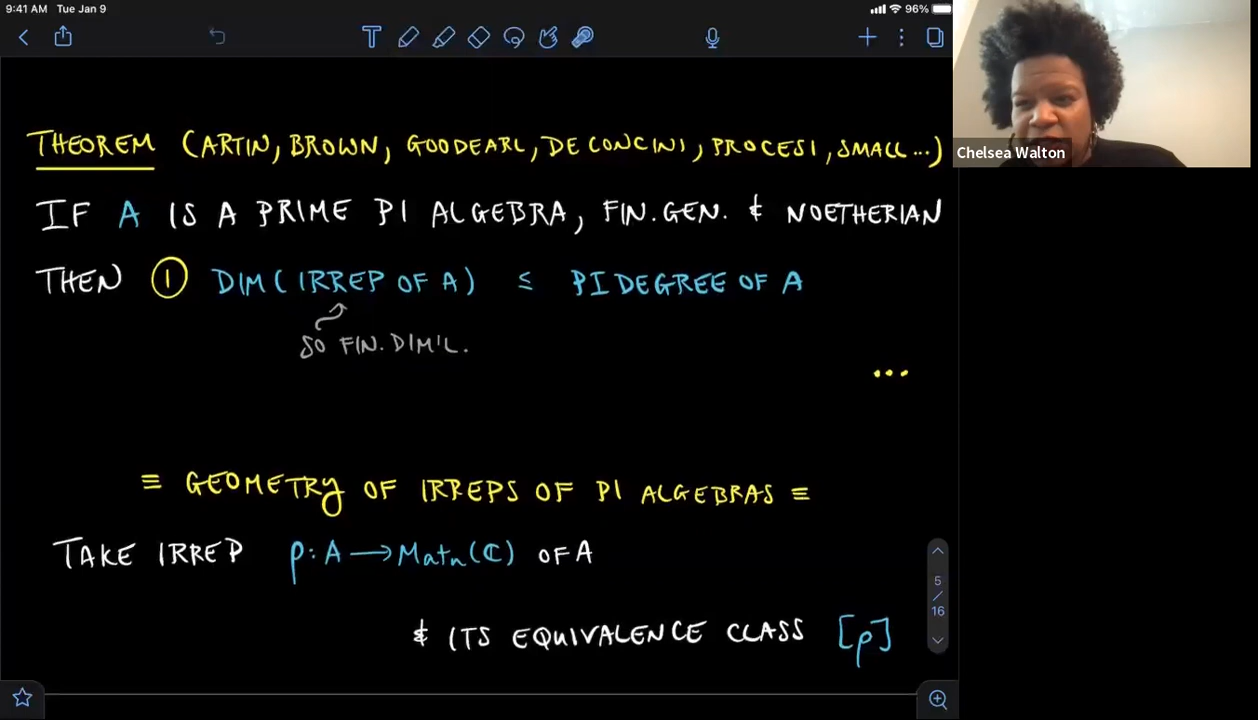 9:41 AM Tue Jan 9
96%
THEOREM (ARTIN, BROWN, GOODEARL, DE CONCINI, PROCESI, SMALL ...)
Chelsea Walton
IF A IS A PRIME PI ALGEBRA, FIN. GEN. & NOETHERIAN
THEN ① DIM(IRREP OF A) ≤ PI DEGREE OF A
SO FIN. DIM'L.
...
≡ GEOMETRY OF IRREPS OF PI ALGEBRAS ≡
TAKE IRREP ρ: A → Matn(ℂ) OF A
5
/
16
& ITS EQUIVALENCE CLASS [ρ]